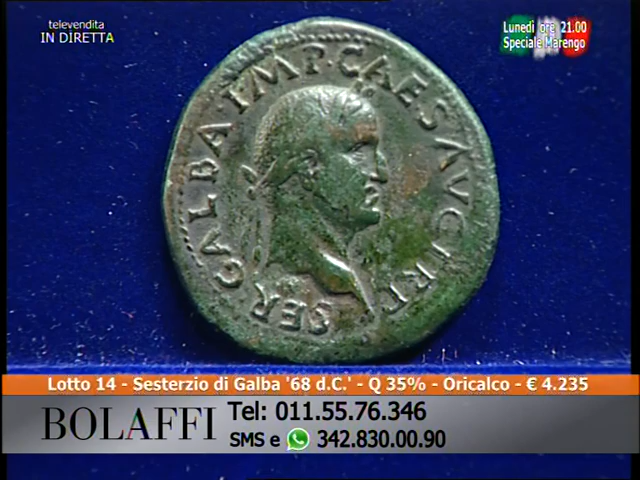 televendita
IN DIRETTA
Lunedì ore 21.00
Speciale Marengo
SER GALBA IMP CAES AVG TR P
Lotto 14 - Sesterzio di Galba '68 d.C.' - Q 35% - Oricalco - € 4.235
BOLAFFI
Tel: 011.55.76.346
SMS e 342.830.00.90